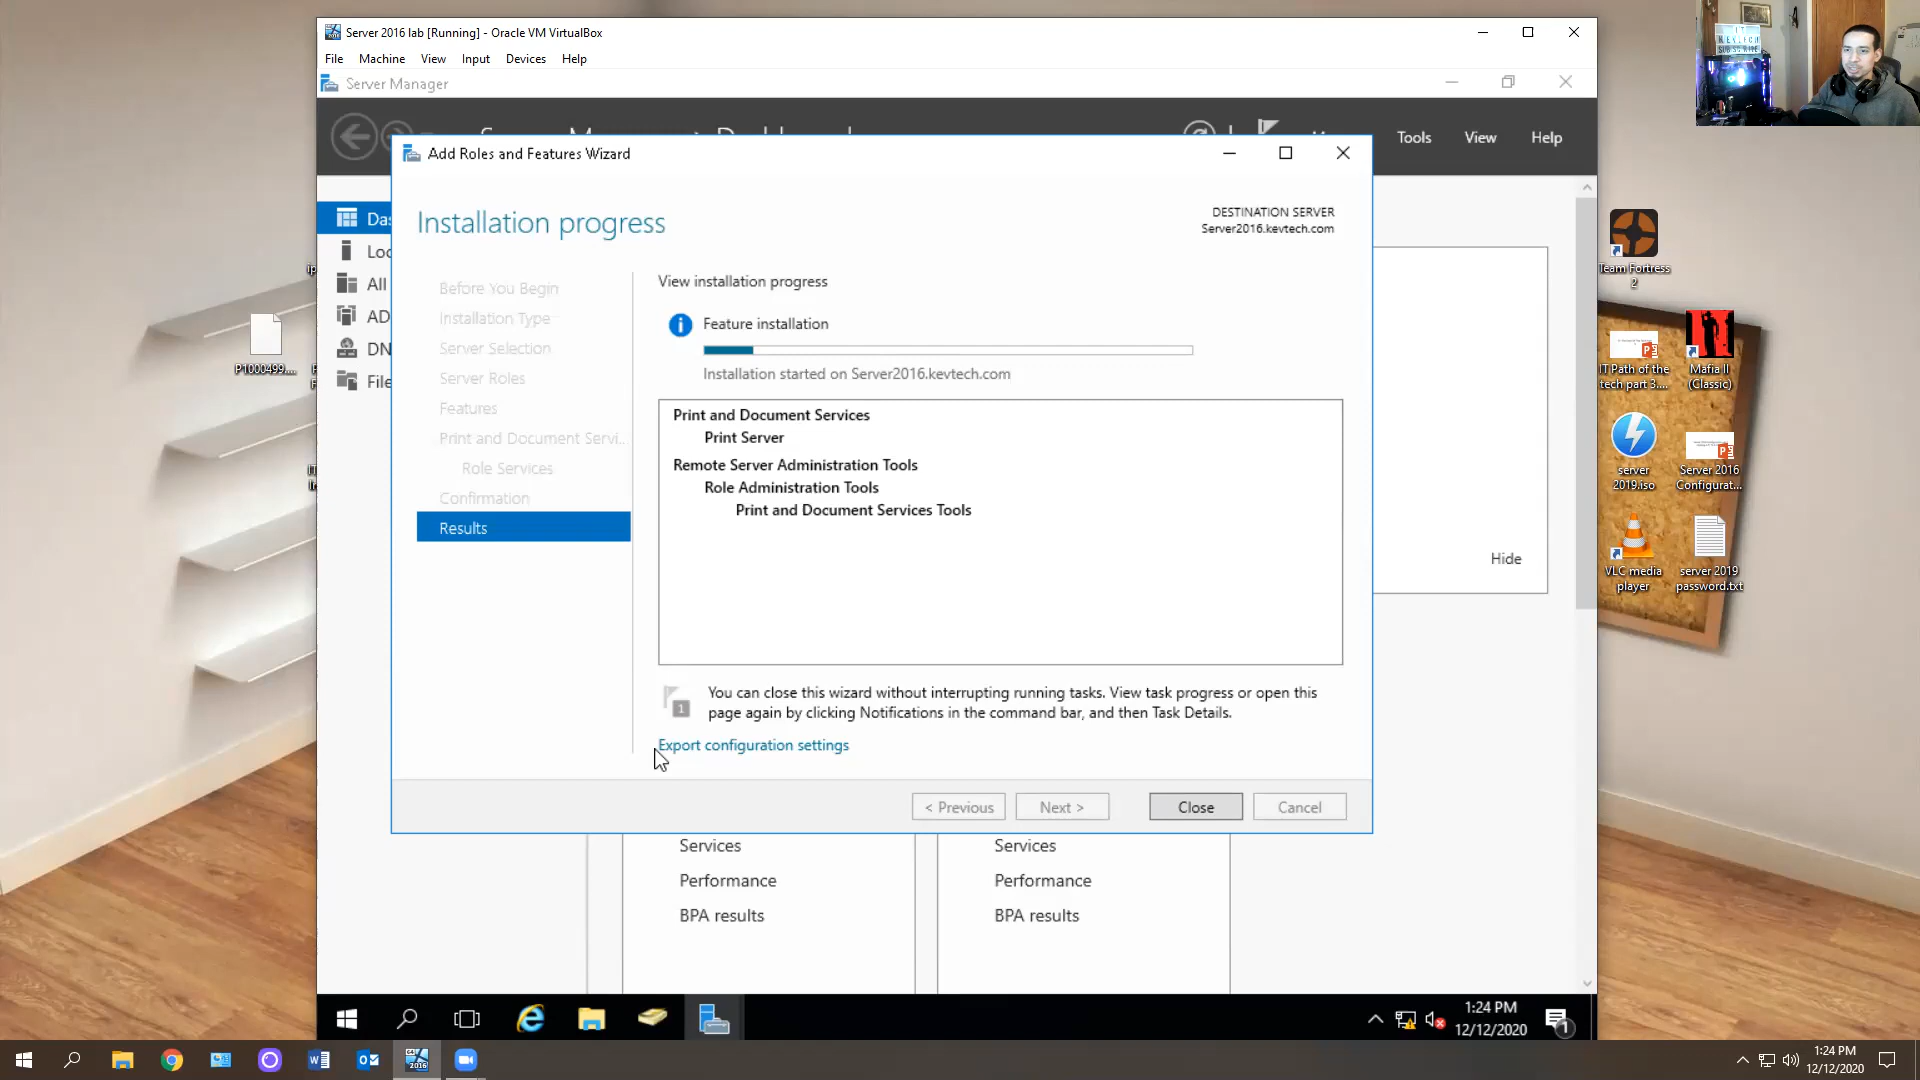 Server 2016 lab [Running] - Oracle VM VirtualBox
File Machine View Input Devices Help
Server Manager
Tools View Help
Add Roles and Features Wizard
Installation progress
DESTINATION SERVER
Server2016.kevtech.com
Before You Begin
Installation Type
Server Selection
Server Roles
Features
Print and Document Servi...
Role Services
Confirmation
Results
View installation progress
Feature installation
Installation started on Server2016.kevtech.com
Print and Document Services
Print Server
Remote Server Administration Tools
Role Administration Tools
Print and Document Services Tools
1
You can close this wizard without interrupting running tasks. View task progress or open this
page again by clicking Notifications in the command bar, and then Task Details.
Export configuration settings
< Previous
Next >
Close
Cancel
Das
Loc
All
AD
DN
File
Hide
Services
Performance
BPA results
Services
Performance
BPA results
1:24 PM
12/12/2020
1
P1000499....
Team Fortress
2
IT Path of the
tech part 3....
Mafia II
(Classic)
server
2019.iso
Server 2016
Configurat...
VLC media
player
server 2019
password.txt
2016
1:24 PM
12/12/2020